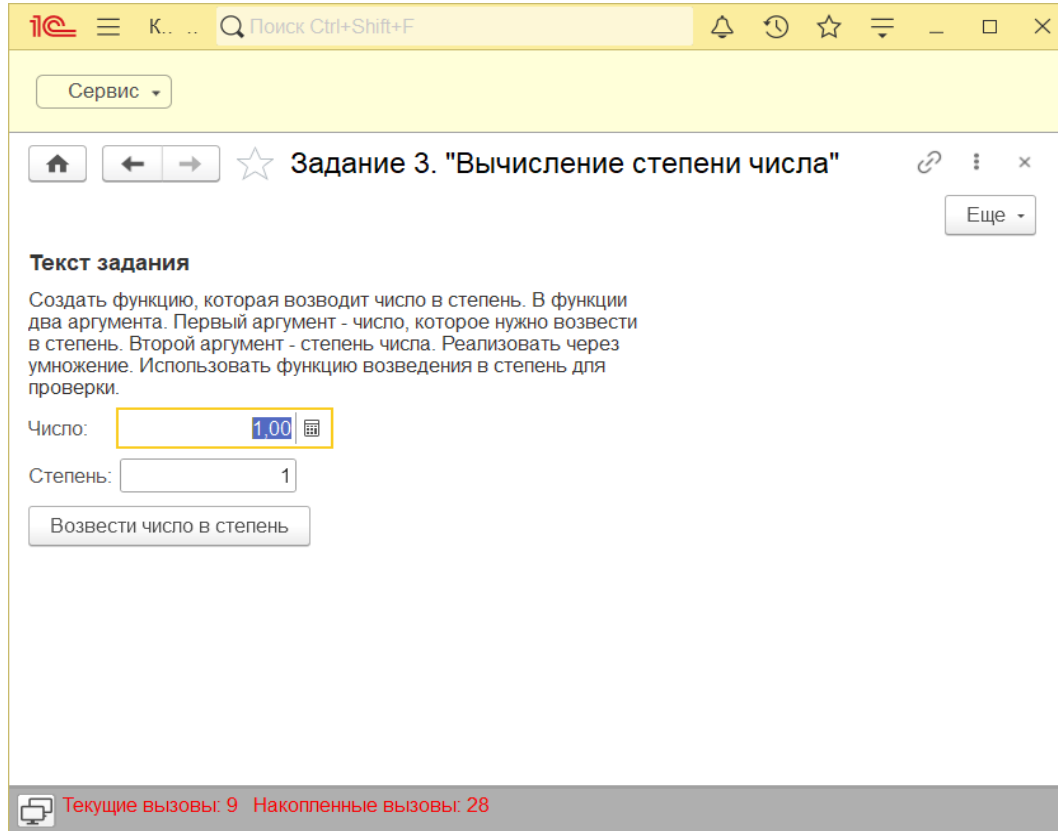 1С К.. .. Поиск Ctrl+Shift+F
Сервис
Задание 3. "Вычисление степени числа"
Еще
Текст задания
Создать функцию, которая возводит число в степень. В функции
два аргумента. Первый аргумент - число, которое нужно возвести
в степень. Второй аргумент - степень числа. Реализовать через
умножение. Использовать функцию возведения в степень для
проверки.
Число: 1,00
Степень: 1
Возвести число в степень
Текущие вызовы: 9 Накопленные вызовы: 28